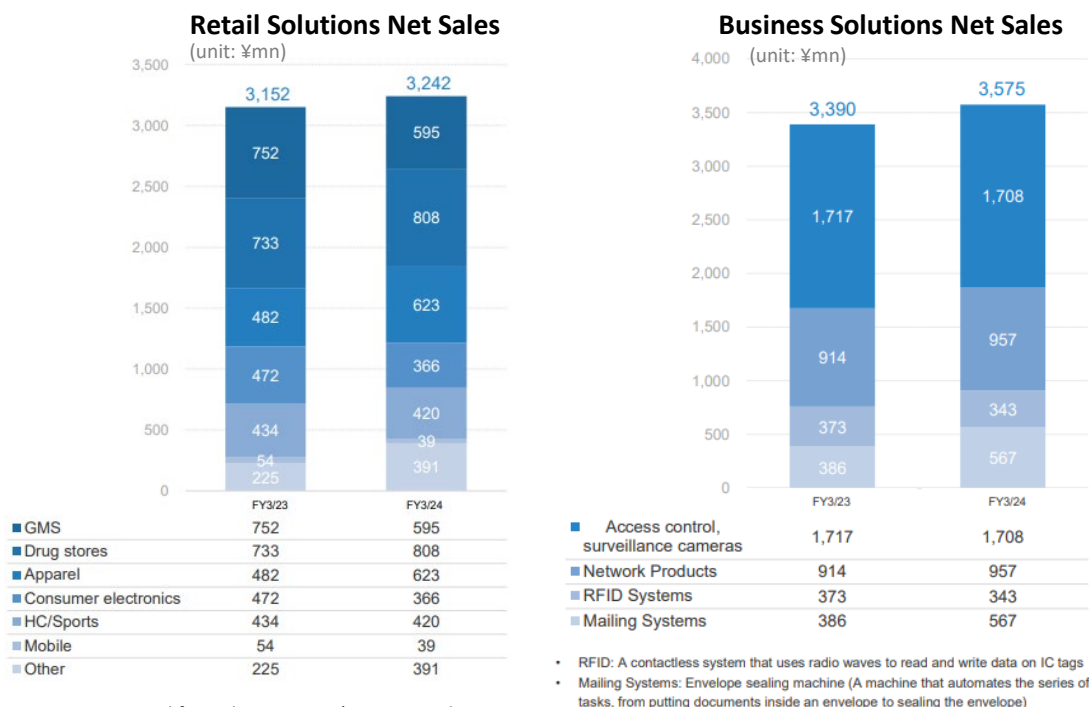 Retail Solutions Net Sales
(unit: ¥mn)
3,500
3,000
2,500
2,000
1,500
1,000
500
0
3,152
752
733
482
472
434
54
225
3,242
595
808
623
366
420
39
391
FY3/23 FY3/24
GMS 752 595
Drug stores 733 808
Apparel 482 623
Consumer electronics 472 366
HC/Sports 434 420
Mobile 54 39
Other 225 391
Business Solutions Net Sales
(unit: ¥mn)
4,000
3,500
3,000
2,500
2,000
1,500
1,000
500
0
3,390
1,717
914
373
386
3,575
1,708
957
343
567
FY3/23 FY3/24
Access control,
surveillance cameras 1,717 1,708
Network Products 914 957
RFID Systems 373 343
Mailing Systems 386 567
• RFID: A contactless system that uses radio waves to read and write data on IC tags
• Mailing Systems: Envelope sealing machine (A machine that automates the series of
tasks, from putting documents inside an envelope to sealing the envelope)